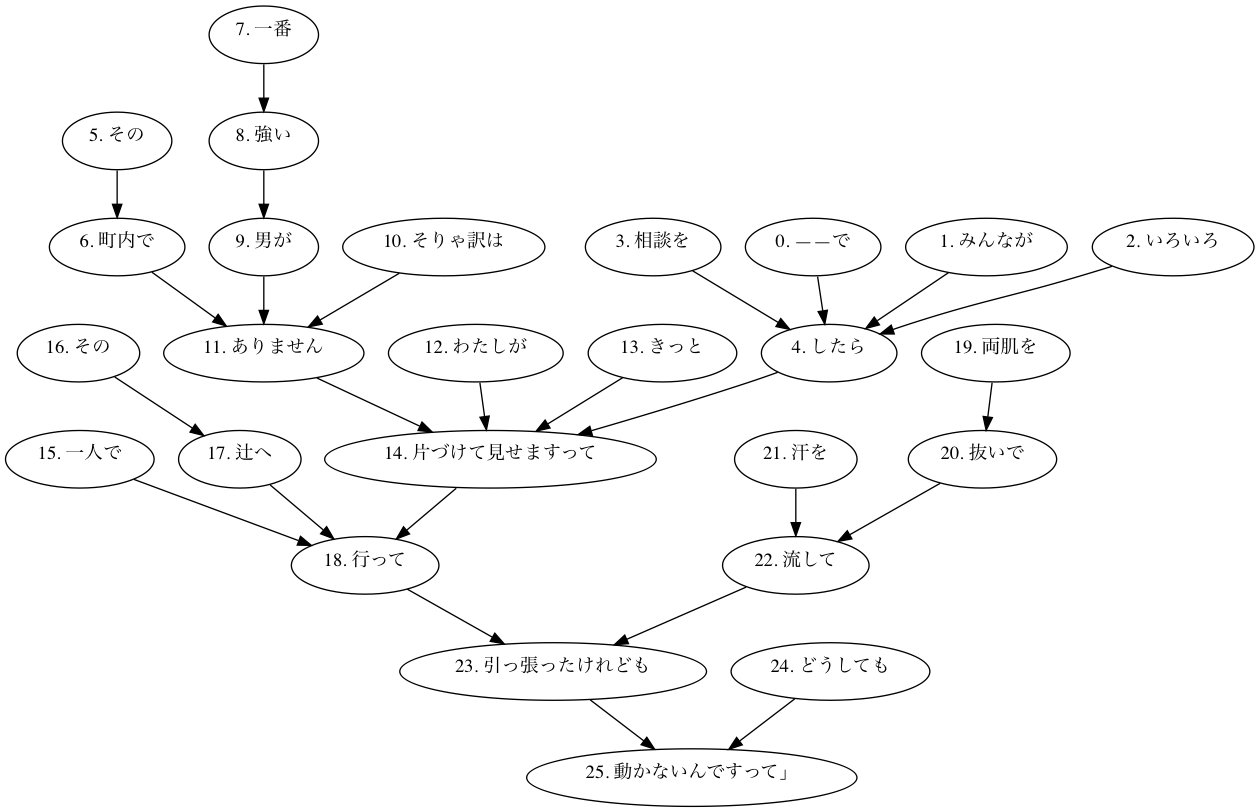 7. 一番
5. その
8. 強い
6. 町内で
9. 男が
10. そりゃ訳は
3. 相談を
0. ——で
1. みんなが
2. いろいろ
16. その
11. ありません
12. わたしが
13. きっと
4. したら
19. 両肌を
15. 一人で
17. 辻へ
14. 片づけて見せますって
21. 汗を
20. 抜いで
18. 行って
22. 流して
23. 引っ張ったけれども
24. どうしても
25. 動かないんですって」